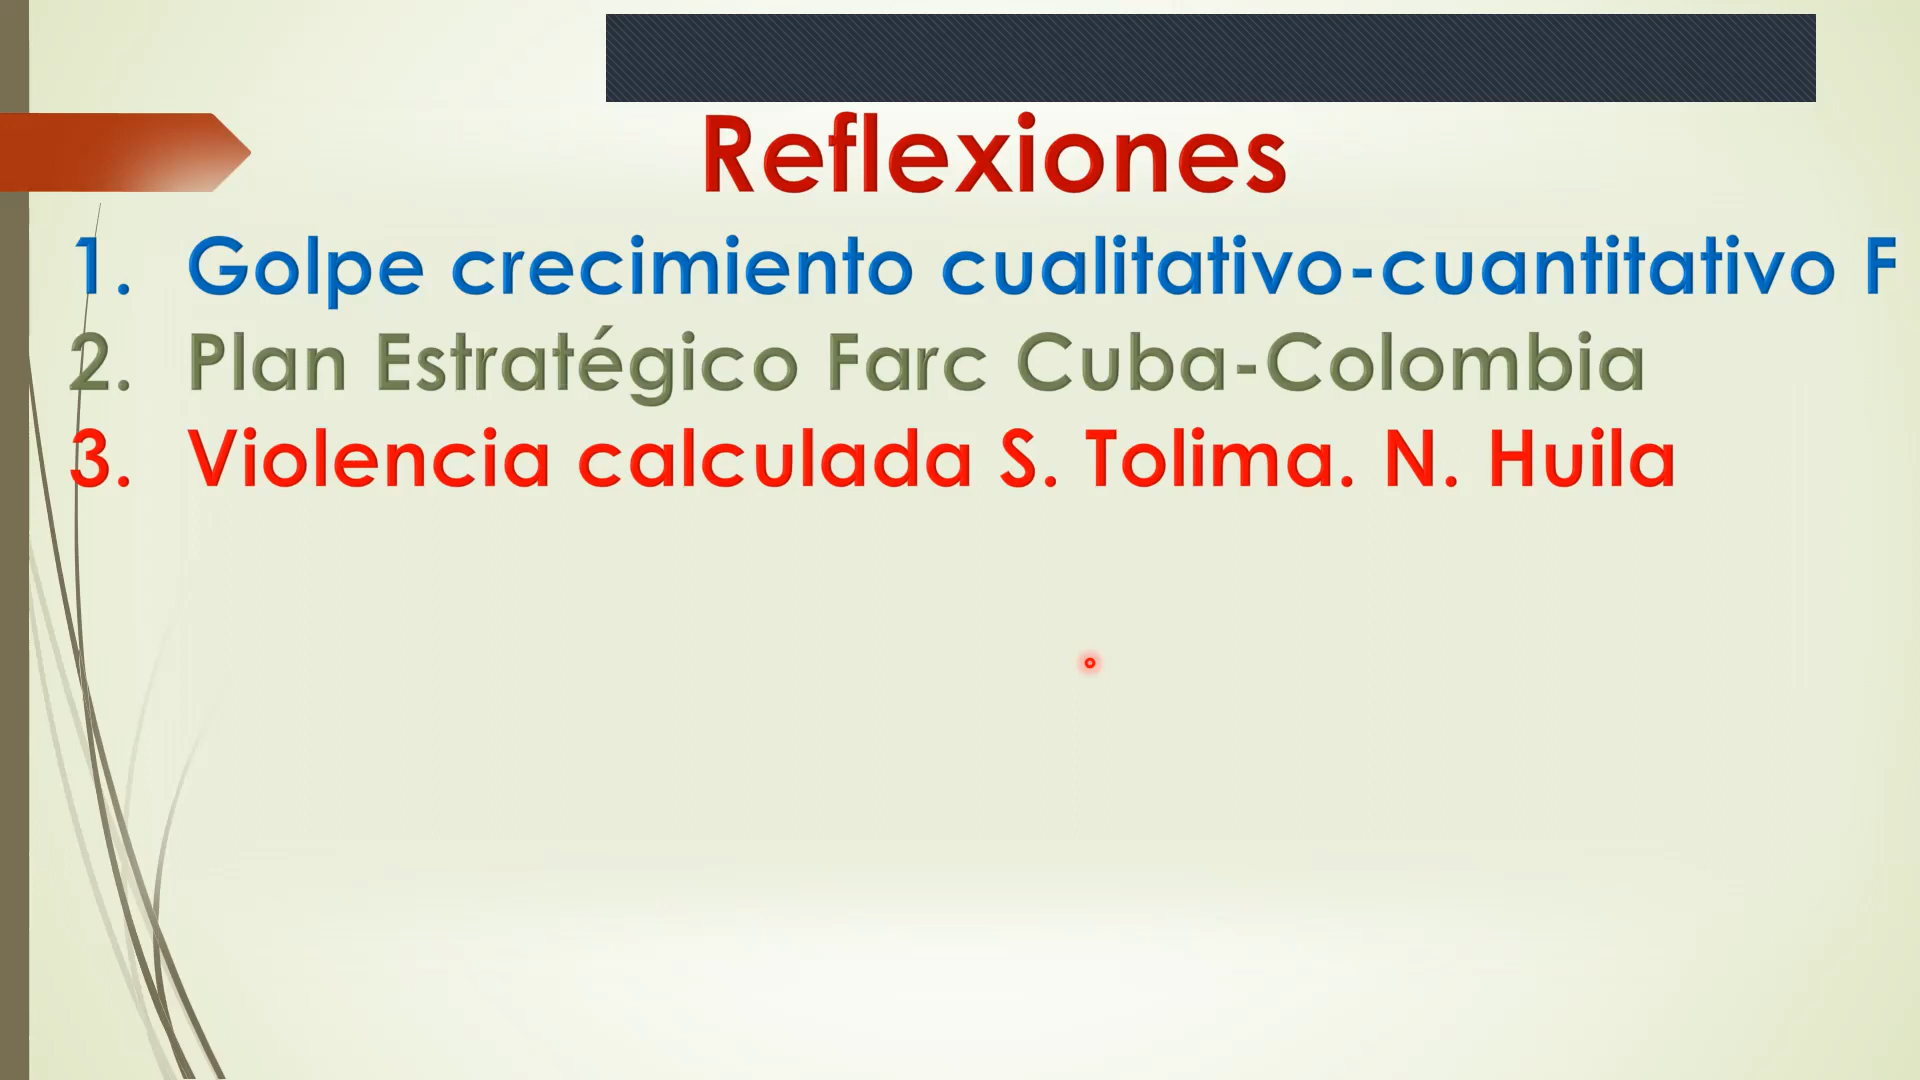 Reflexiones
1. Golpe crecimiento cualitativo-cuantitativo F
2. Plan Estratégico Farc Cuba-Colombia
3. Violencia calculada S. Tolima. N. Huila